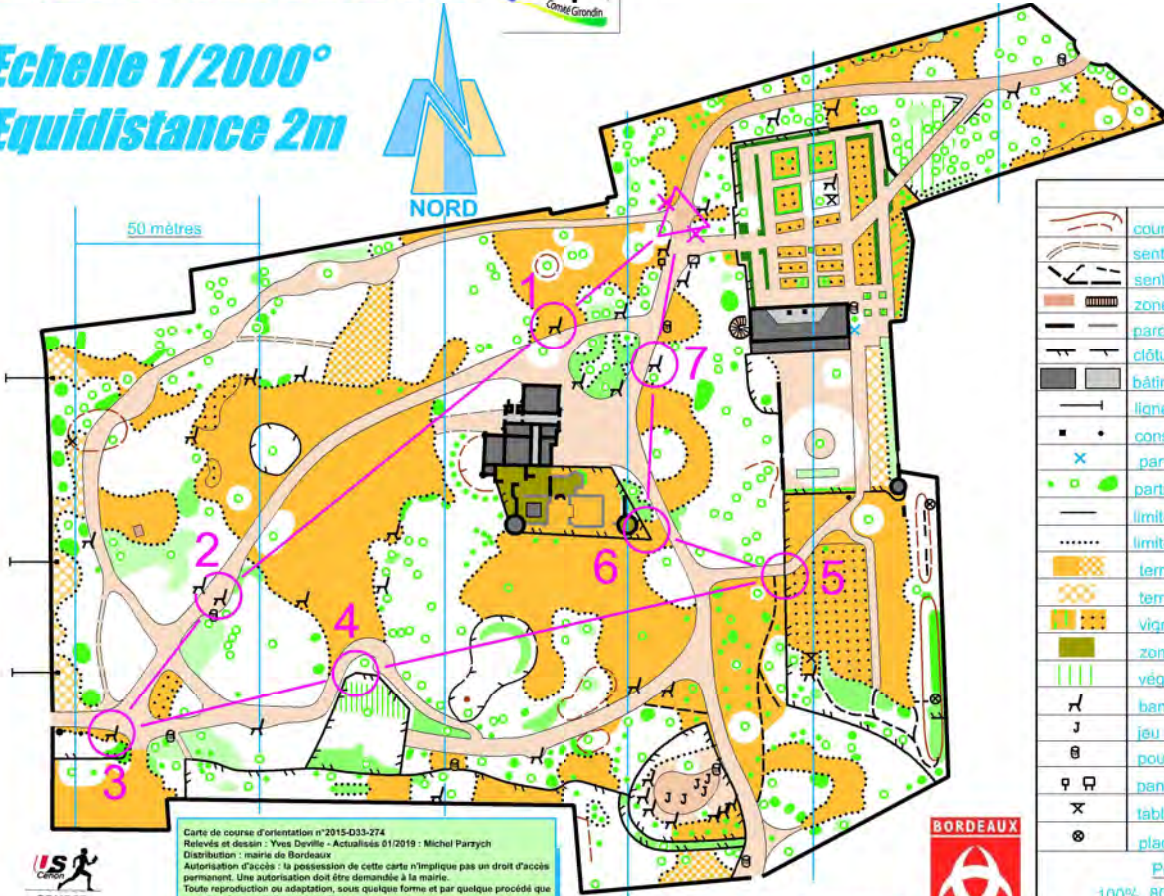 Comité Girondin
Echelle 1/2000°
Equidistance 2m
NORD
50 mètres
1
7
2
6
5
4
3
cour
sent
zone
clôtu
bâtin
ligne
cons
part
limit
limit
terr
terr
vign
zon
vég
ban
jeu
pou
pan
tabl
plac
J
J
J
J
J
J
Carte de course d'orientation n°2015-D33-274
Relevés et dessin : Yves Deville - Actualisés 01/2019 : Michel Parzych
Distribution : mairie de Bordeaux
Autorisation d'accès : la possession de cette carte n'implique pas un droit d'accès
permanent. Une autorisation doit être demandée à la mairie.
Toute reproduction ou adaptation, sous quelque forme et par quelque procédé que
US
Cenon
BORDEAUX